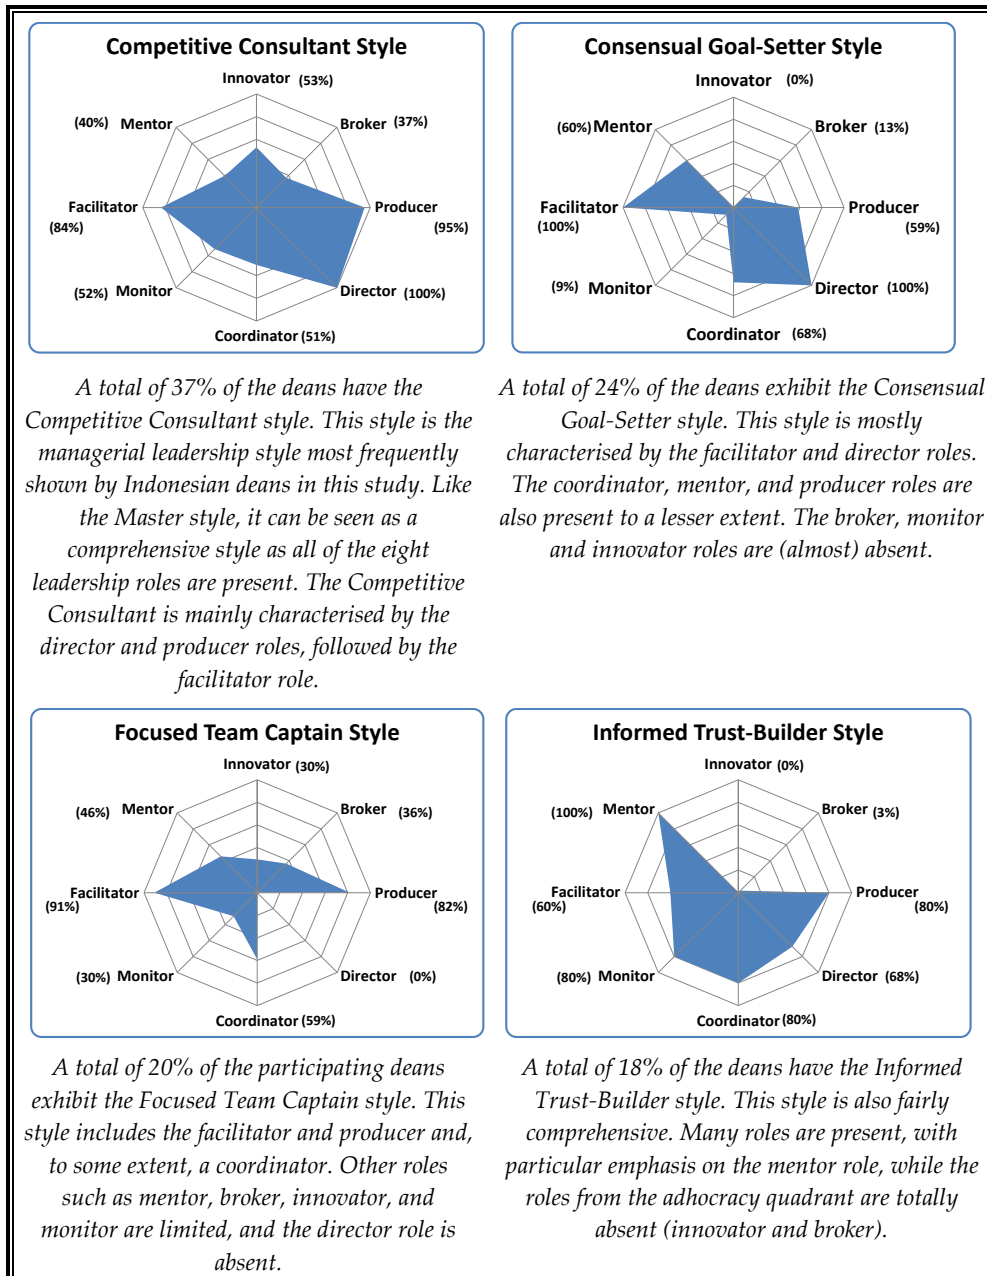 Competitive Consultant Style
Innovator (53%)
(40%) Mentor
Broker (37%)
Facilitator
(84%)
Producer
(95%)
(52%) Monitor
Director (100%)
Coordinator (51%)
Consensual Goal-Setter Style
Innovator (0%)
(60%) Mentor
Broker (13%)
Facilitator
(100%)
Producer
(59%)
(9%) Monitor
Director (100%)
Coordinator (68%)
A total of 37% of the deans have the
Competitive Consultant style. This style is the
managerial leadership style most frequently
shown by Indonesian deans in this study. Like
the Master style, it can be seen as a
comprehensive style as all of the eight
leadership roles are present. The Competitive
Consultant is mainly characterised by the
director and producer roles, followed by the
facilitator role.
A total of 24% of the deans exhibit the Consensual
Goal-Setter style. This style is mostly
characterised by the facilitator and director roles.
The coordinator, mentor, and producer roles are
also present to a lesser extent. The broker, monitor
and innovator roles are (almost) absent.
Focused Team Captain Style
Innovator (30%)
(46%) Mentor
Broker (36%)
Facilitator
(91%)
Producer
(82%)
(30%) Monitor
Director (0%)
Coordinator (59%)
Informed Trust-Builder Style
Innovator (0%)
(100%) Mentor
Broker (3%)
Facilitator
(60%)
Producer
(80%)
(80%) Monitor
Director (68%)
Coordinator (80%)
A total of 20% of the participating deans
exhibit the Focused Team Captain style. This
style includes the facilitator and producer and,
to some extent, a coordinator. Other roles
such as mentor, broker, innovator, and
monitor are limited, and the director role is
absent.
A total of 18% of the deans have the Informed
Trust-Builder style. This style is also fairly
comprehensive. Many roles are present, with
particular emphasis on the mentor role, while the
roles from the adhocracy quadrant are totally
absent (innovator and broker).